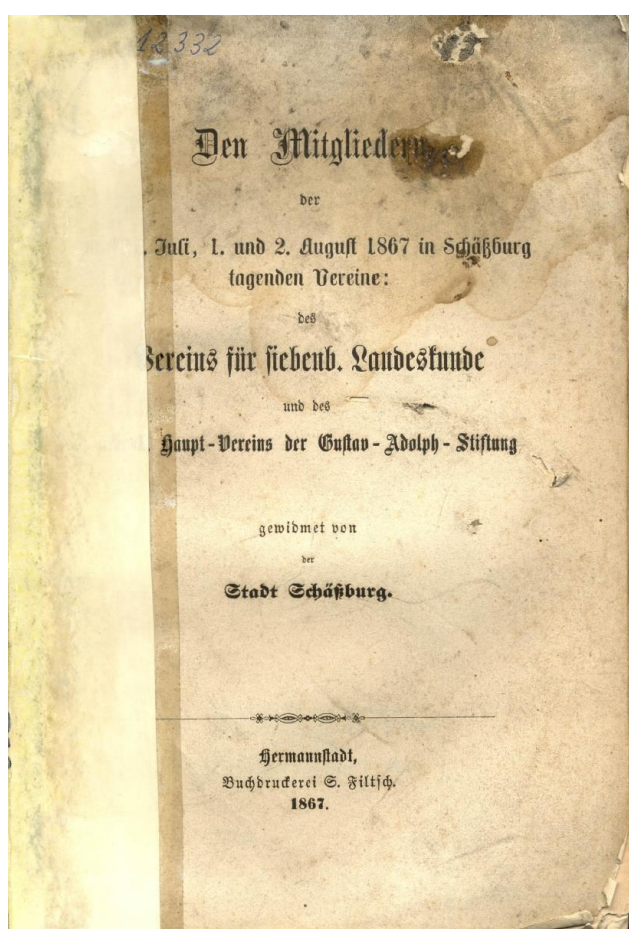 12332
Den Mitgliedern
der
. Juli, 1. und 2. August 1867 in Schäßburg
tagenden Vereine:
des
Vereins für siebenb. Landeskunde
und des
Haupt-Vereins der Gustav-Adolph-Stiftung
gewidmet von
der
Stadt Schäßburg.
Hermannstadt,
Buchdruckerei S. Filtsch.
1867.